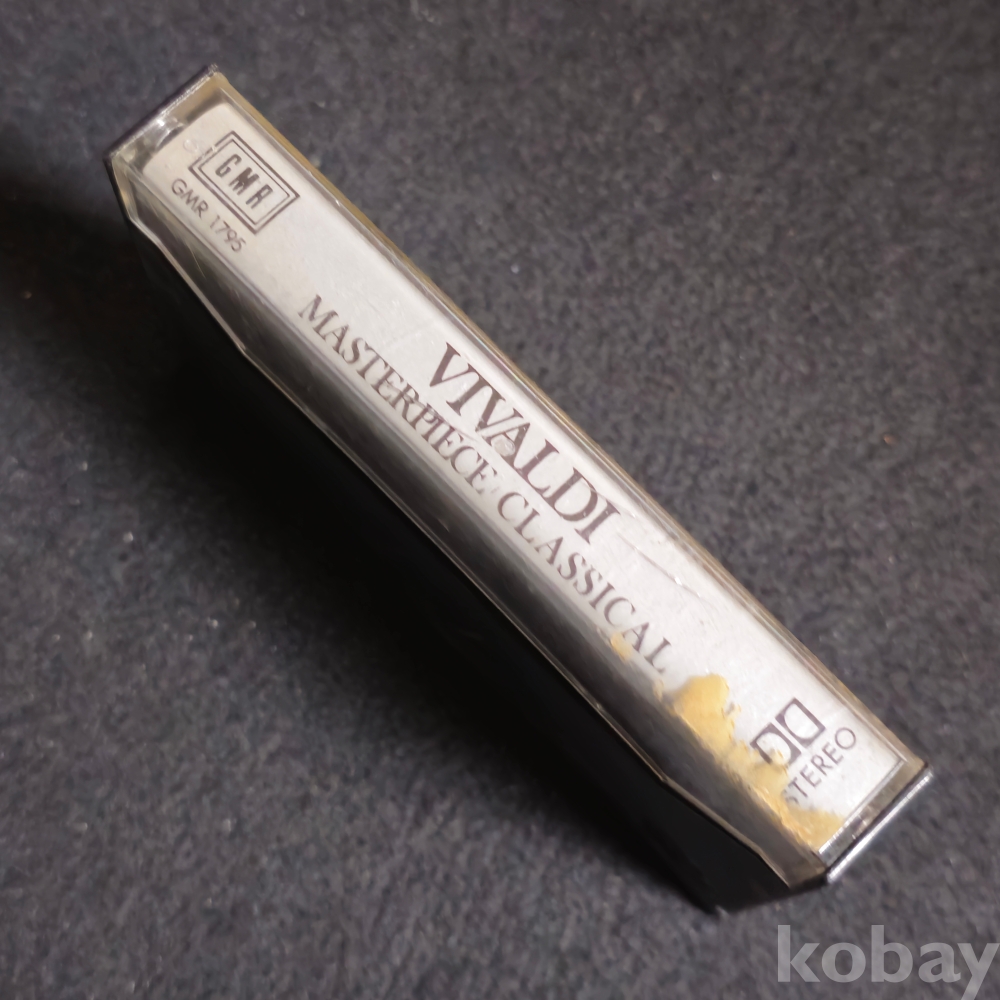 GMR
GMR 1795
VIVALDI
MASTERPIECE CLASSICAL
STEREO
kobay